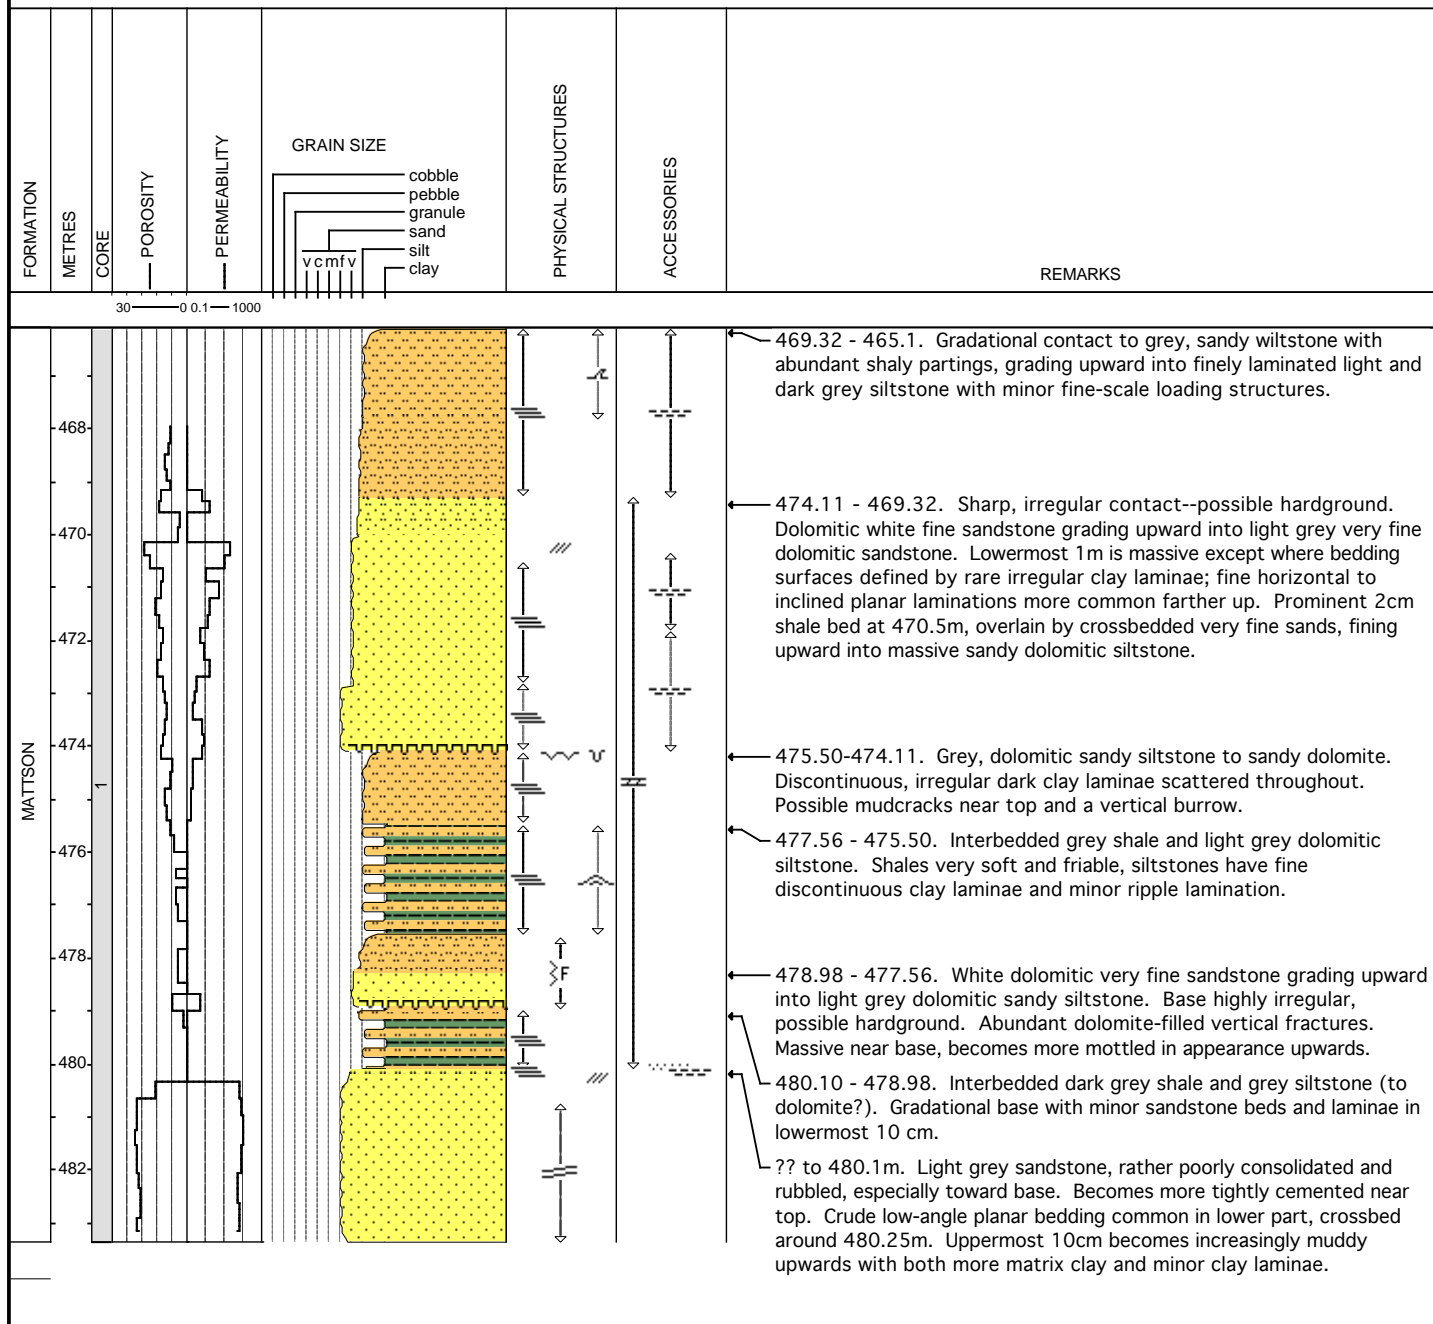 FORMATION
METRES
CORE
POROSITY
PERMEABILITY
GRAIN SIZE
cobble
pebble
granule
sand
silt
clay
v c m f v
PHYSICAL STRUCTURES
ACCESSORIES
REMARKS
30 0 0.1 1000
MATTSON
1
468
470
472
474
476
478
480
482
F
469.32 - 465.1. Gradational contact to grey, sandy wiltstone with
abundant shaly partings, grading upward into finely laminated light and
dark grey siltstone with minor fine-scale loading structures.
474.11 - 469.32. Sharp, irregular contact--possible hardground.
Dolomitic white fine sandstone grading upward into light grey very fine
dolomitic sandstone. Lowermost 1m is massive except where bedding
surfaces defined by rare irregular clay laminae; fine horizontal to
inclined planar laminations more common farther up. Prominent 2cm
shale bed at 470.5m, overlain by crossbedded very fine sands, fining
upward into massive sandy dolomitic siltstone.
475.50-474.11. Grey, dolomitic sandy siltstone to sandy dolomite.
Discontinuous, irregular dark clay laminae scattered throughout.
Possible mudcracks near top and a vertical burrow.
477.56 - 475.50. Interbedded grey shale and light grey dolomitic
siltstone. Shales very soft and friable, siltstones have fine
discontinuous clay laminae and minor ripple lamination.
478.98 - 477.56. White dolomitic very fine sandstone grading upward
into light grey dolomitic sandy siltstone. Base highly irregular,
possible hardground. Abundant dolomite-filled vertical fractures.
Massive near base, becomes more mottled in appearance upwards.
480.10 - 478.98. Interbedded dark grey shale and grey siltstone (to
dolomite?). Gradational base with minor sandstone beds and laminae in
lowermost 10 cm.
?? to 480.1m. Light grey sandstone, rather poorly consolidated and
rubbled, especially toward base. Becomes more tightly cemented near
top. Crude low-angle planar bedding common in lower part, crossbed
around 480.25m. Uppermost 10cm becomes increasingly muddy
upwards with both more matrix clay and minor clay laminae.